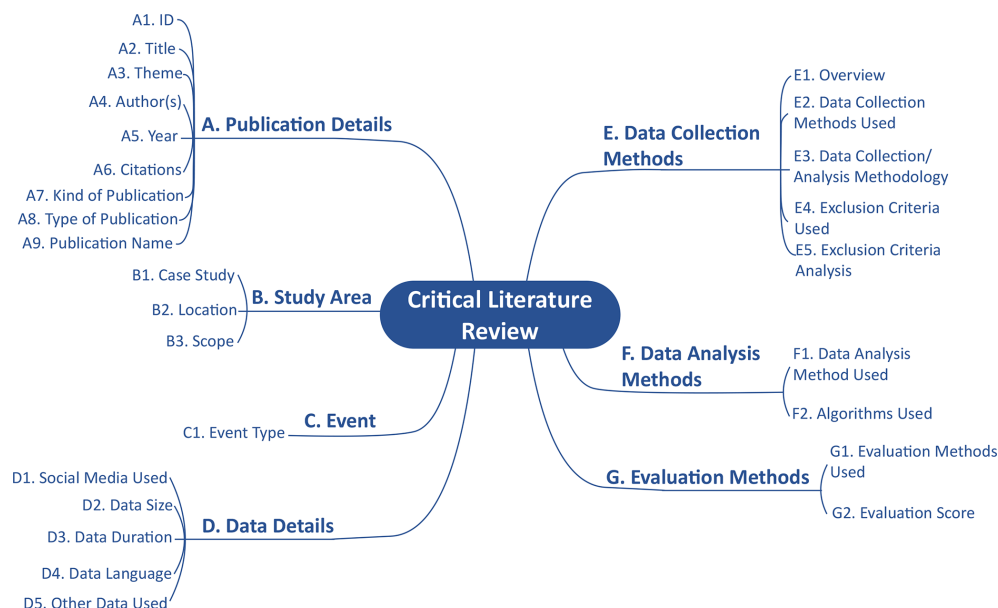 A1. ID
A2. Title
A3. Theme
A4. Author(s)
A5. Year
A6. Citations
A7. Kind of Publication
A8. Type of Publication
A9. Publication Name
A. Publication Details
B1. Case Study
B2. Location
B3. Scope
B. Study Area
C1. Event Type
C. Event
D1. Social Media Used
D2. Data Size
D3. Data Duration
D4. Data Language
D5. Other Data Used
D. Data Details
Critical Literature
Review
E. Data Collection
Methods
E1. Overview
E2. Data Collection
Methods Used
E3. Data Collection/
Analysis Methodology
E4. Exclusion Criteria
Used
E5. Exclusion Criteria
Analysis
F. Data Analysis
Methods
F1. Data Analysis
Method Used
F2. Algorithms Used
G. Evaluation Methods
G1. Evaluation Methods
Used
G2. Evaluation Score